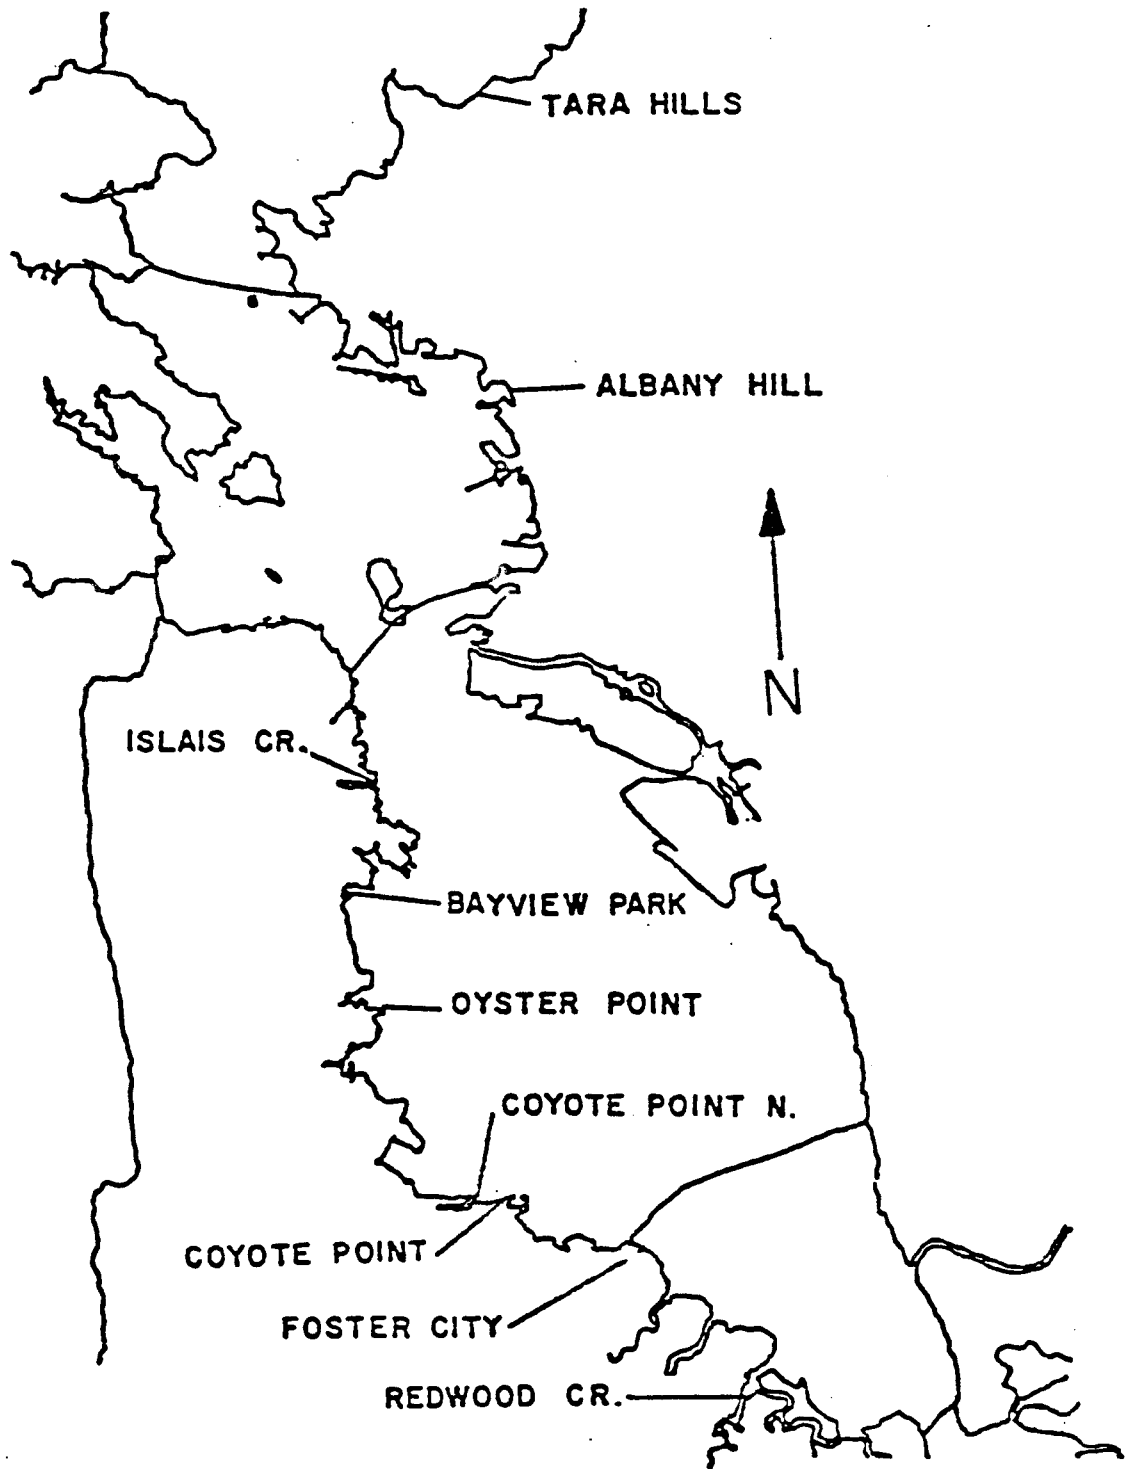 TARA HILLS
ALBANY HILL
N
ISLAIS CR.
BAYVIEW PARK
OYSTER POINT
COYOTE POINT N.
COYOTE POINT
FOSTER CITY
REDWOOD CR.